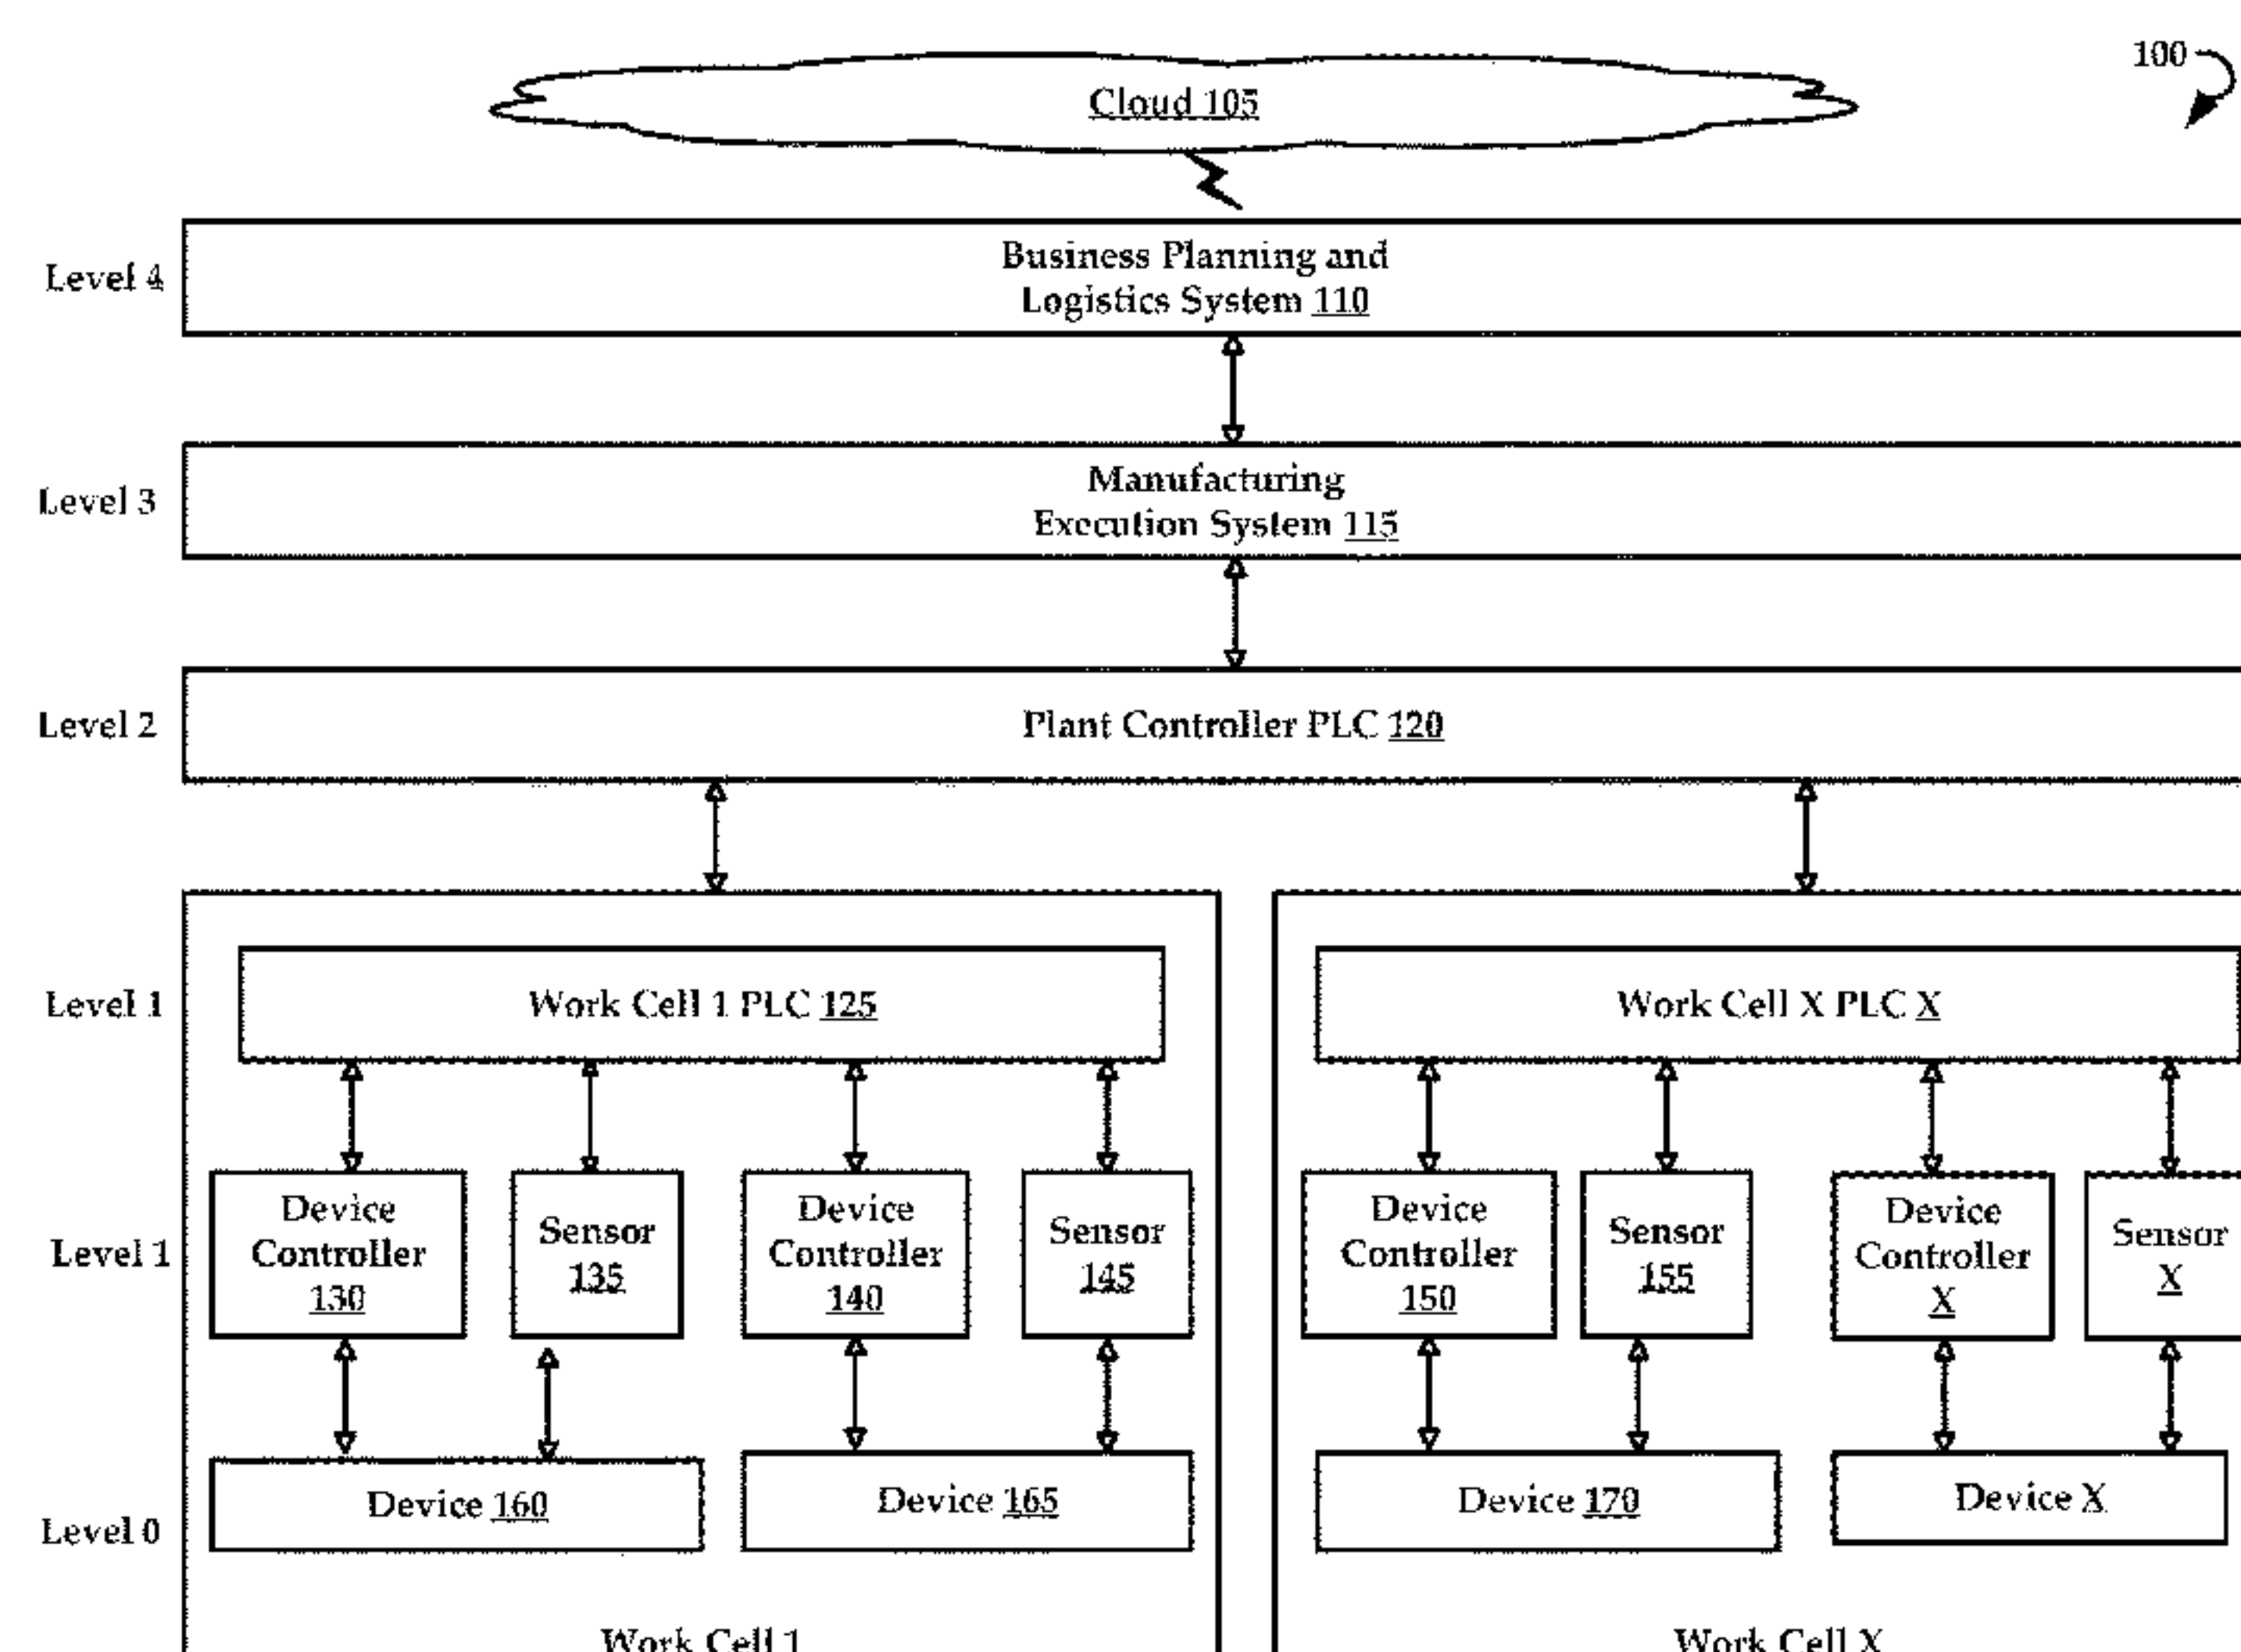 100
Cloud 105
Level 4
Business Planning and
Logistics System 110
Level 3
Manufacturing
Execution System 115
Level 2
Plant Controller PLC 120
Level 1
Work Cell 1 PLC 125
Work Cell X PLC X
Level 1
Device
Controller
130
Sensor
135
Device
Controller
140
Sensor
145
Device
Controller
150
Sensor
155
Device
Controller
X
Sensor
X
Level 0
Device 160
Device 165
Device 170
Device X
Work Cell 1
Work Cell X